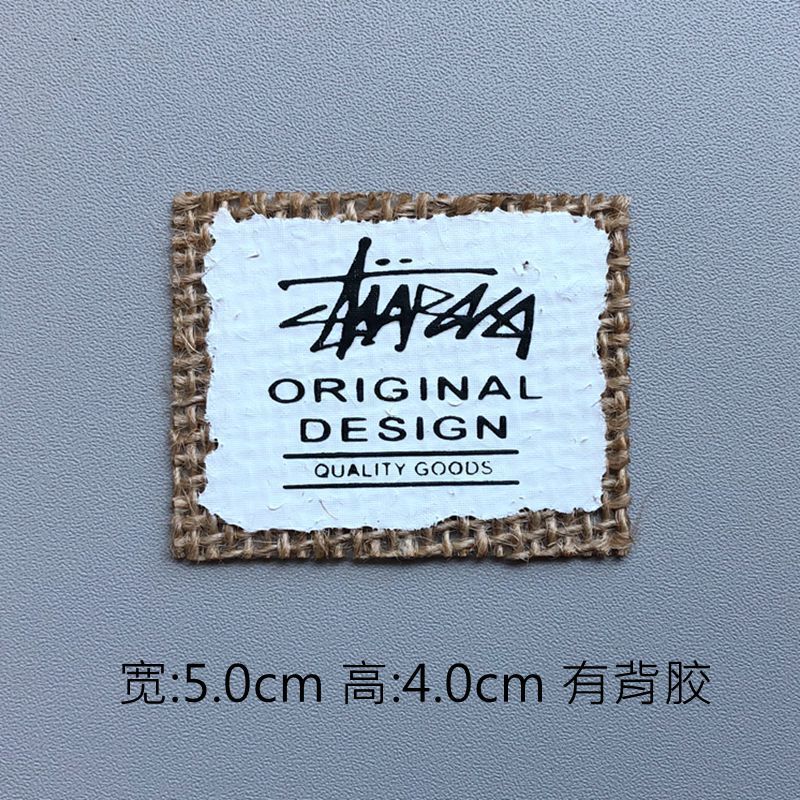 ORIGINAL
DESIGN
QUALITY GOODS
宽:5.0cm 高:4.0cm 有背胶